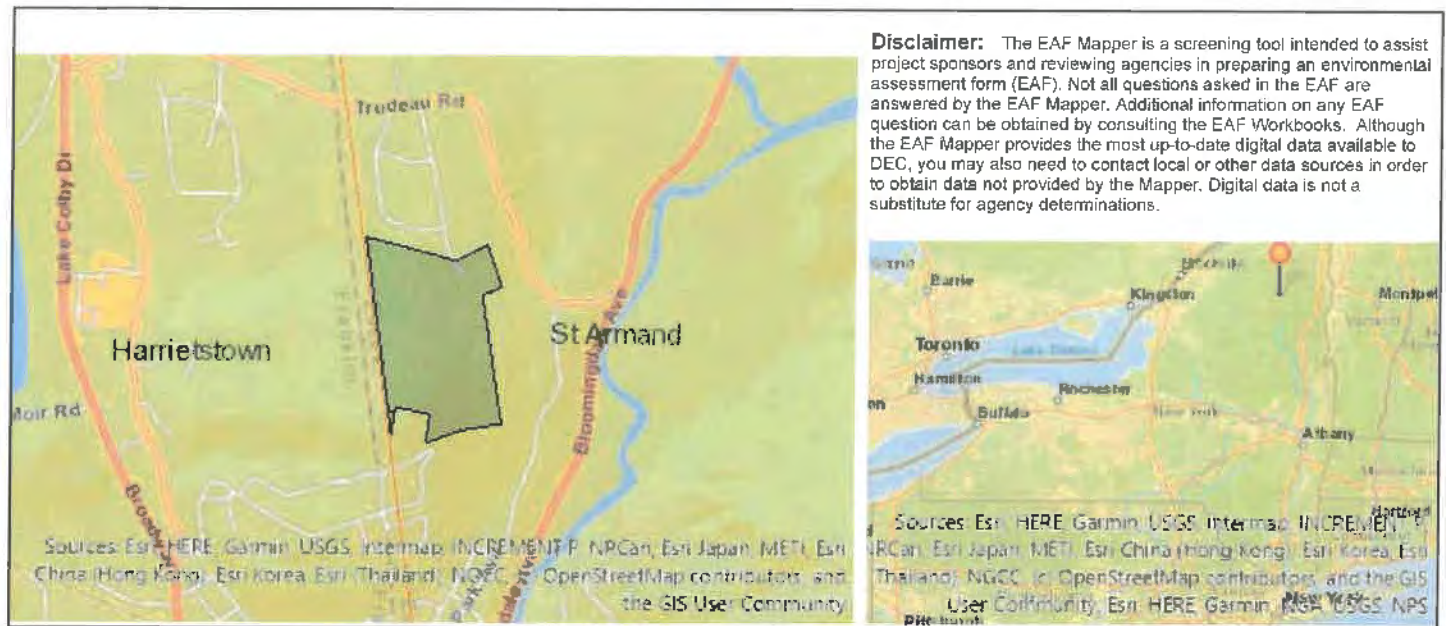 Disclaimer: The EAF Mapper is a screening tool intended to assist
project sponsors and reviewing agencies in preparing an environmental
assessment form (EAF). Not all questions asked in the EAF are
answered by the EAF Mapper. Additional information on any EAF
question can be obtained by consulting the EAF Workbooks. Although
the EAF Mapper provides the most up-to-date digital data available to
DEC, you may also need to contact local or other data sources in order
to obtain data not provided by the Mapper. Digital data is not a
substitute for agency determinations.
Trudeau Rd
Lake Colby Dr
Harrietstown
St Armand
Moir Rd
Bloomingdale Ave
Broadway
Sources: Esri, HERE, Garmin, USGS, Intermap, INCREMENT P, NRCan, Esri Japan, METI, Esri
China (Hong Kong), Esri Korea, Esri (Thailand), NGCC, (c) OpenStreetMap contributors, and
the GIS User Community
Barrie
Kingston
Montpel
Toronto
Hamilton
Rochester
Buffalo
New York
Albany
Hartford
Sources: Esri, HERE, Garmin, USGS, Intermap, INCREMENT P,
NRCan, Esri Japan, METI, Esri China (Hong Kong), Esri Korea, Esri
(Thailand), NGCC, (c) OpenStreetMap contributors, and the GIS
User Community, Esri, HERE, Garmin, NGA, USGS, NPS
New York